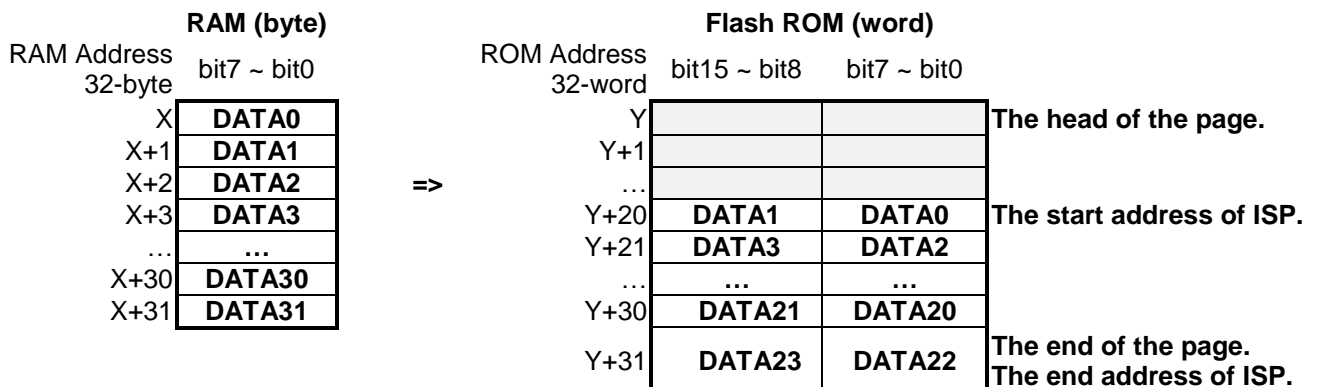 RAM (byte) Flash ROM (word)
RAM Address ROM Address
32-byte bit7 ~ bit0 32-word bit15 ~ bit8 bit7 ~ bit0
X DATA0 Y The head of the page.
X+1 DATA1 Y+1
X+2 DATA2 => …
X+3 DATA3 Y+20 DATA1 DATA0 The start address of ISP.
… … Y+21 DATA3 DATA2
X+30 DATA30 … … …
X+31 DATA31 Y+30 DATA21 DATA20
Y+31 DATA23 DATA22 The end of the page.
The end address of ISP.